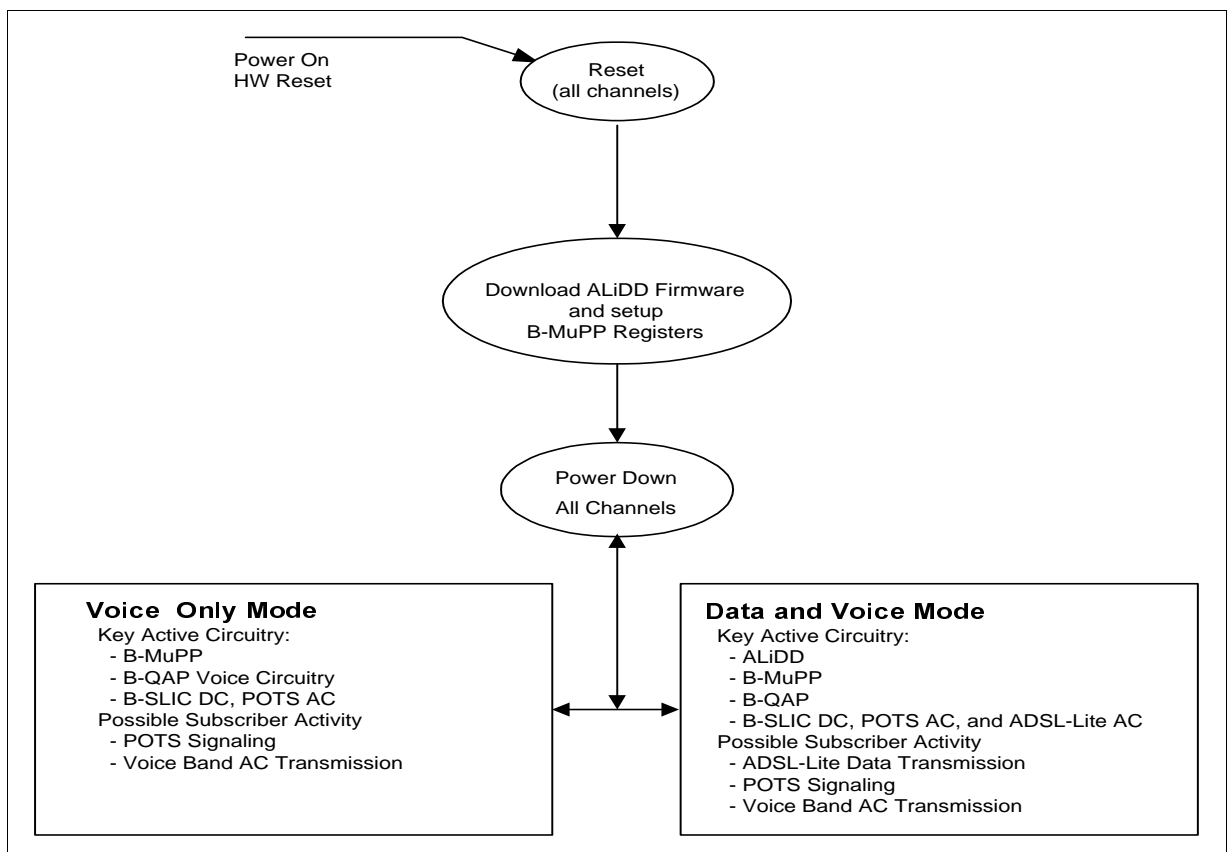 Power On
HW Reset
Reset
(all channels)
Download ALiDD Firmware
and setup
B-MuPP Registers
Power Down
All Channels
Voice Only Mode
Key Active Circuitry:
- B-MuPP
- B-QAP Voice Circuitry
- B-SLIC DC, POTS AC
Possible Subscriber Activity
- POTS Signaling
- Voice Band AC Transmission
Data and Voice Mode
Key Active Circuitry:
- ALiDD
- B-MuPP
- B-QAP
- B-SLIC DC, POTS AC, and ADSL-Lite AC
Possible Subscriber Activity
- ADSL-Lite Data Transmission
- POTS Signaling
- Voice Band AC Transmission